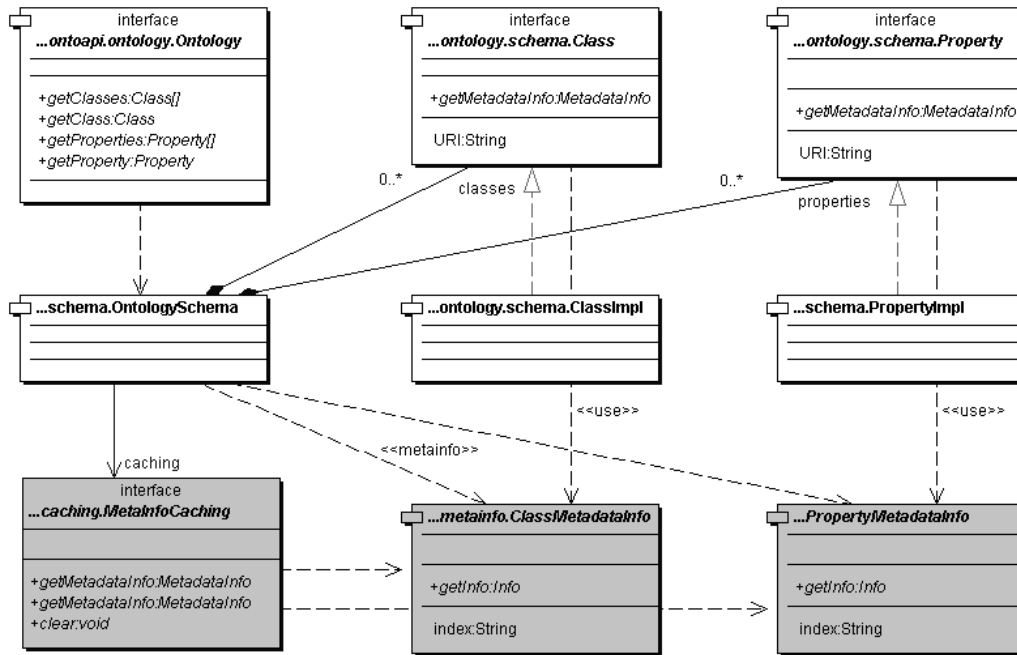 interface
...ontoapi.ontology.Ontology
+getClasses:Class[]
+getClass:Class
+getProperties:Property[]
+getProperty:Property
interface
...ontology.schema.Class
+getMetadataInfo:MetadataInfo
URI:String
interface
...ontology.schema.Property
+getMetadataInfo:MetadataInfo
URI:String
0..*
classes
0..*
properties
...schema.OntologySchema
...ontology.schema.ClassImpl
...schema.PropertyImpl
<<use>>
<<use>>
<<metainfo>>
caching
interface
...caching.MetaInfoCaching
+getMetadataInfo:MetadataInfo
+getMetadataInfo:MetadataInfo
+clear:void
...metainfo.ClassMetadataInfo
+getInfo:Info
index:String
...PropertyMetadataInfo
+getInfo:Info
index:String